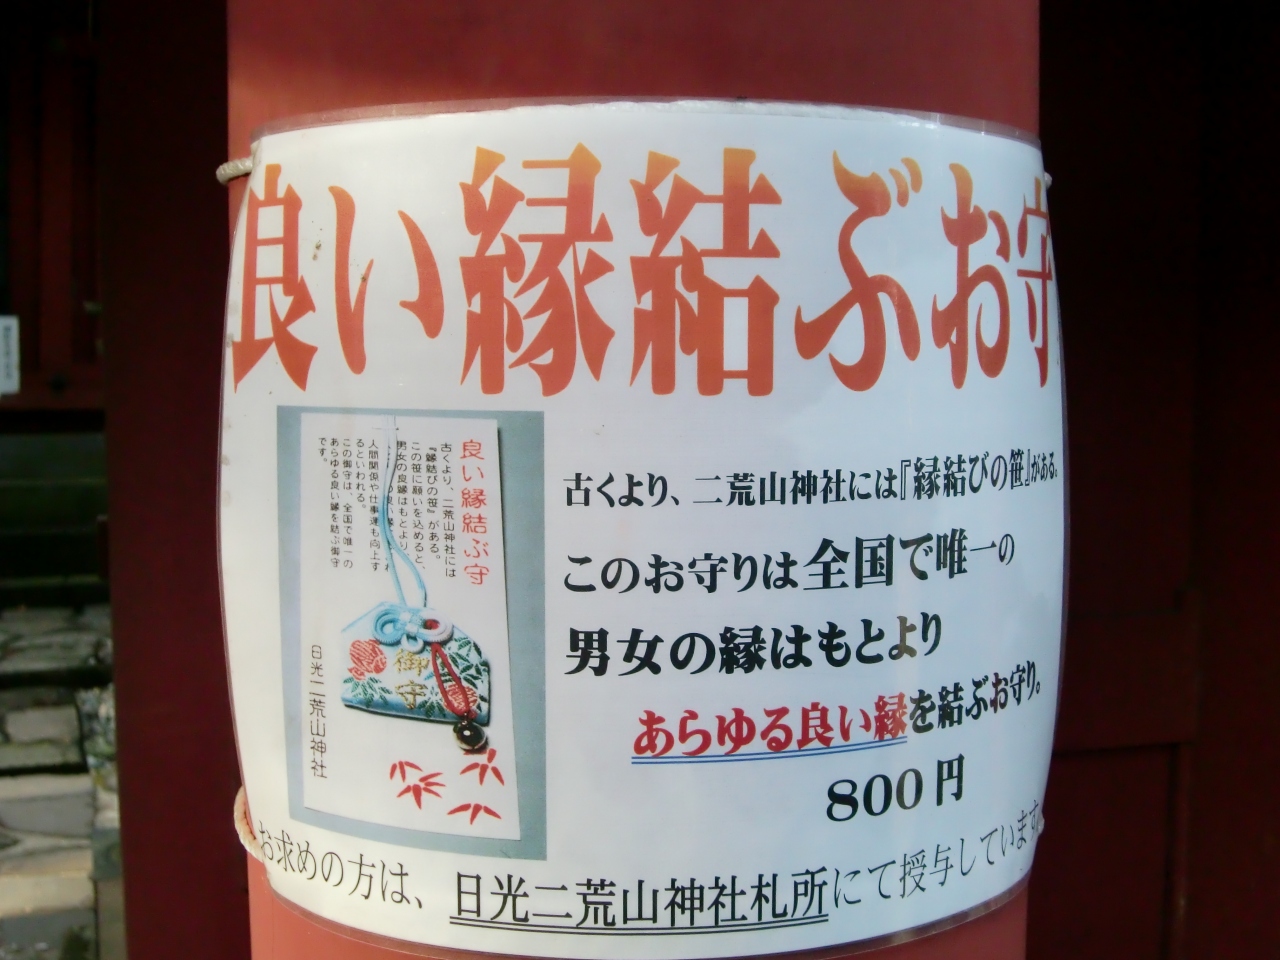 良い縁結ぶお守
古くより、二荒山神社には『縁結びの笹』がある。
このお守りは全国で唯一の
男女の縁はもとより
あらゆる良い縁を結ぶお守り。
800円
お求めの方は、日光二荒山神社札所にて授与しています。
良い縁結ぶ守
古くより、二荒山神社には
『縁結びの笹』がある。
この笹に願いを込めると、
男女の良縁はもとより、
人間関係や仕事運も向上す
るといわれる。
この御守は、全国で唯一の
あらゆる良い縁を結ぶ御守
です。
日光二荒山神社
御守